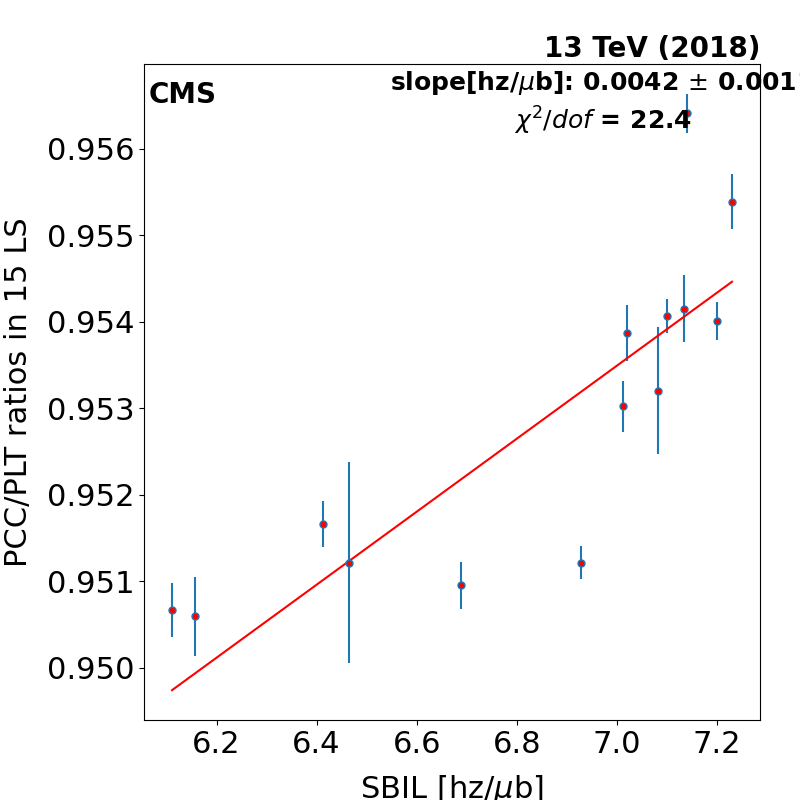 13 TeV (2018)
CMS
slope[hz/μb]: 0.0042 ± 0.001
χ²/dof = 22.4
0.956
0.955
0.954
0.953
0.952
0.951
0.950
PCC/PLT ratios in 15 LS
6.2 6.4 6.6 6.8 7.0 7.2
SBIL [hz/μb]